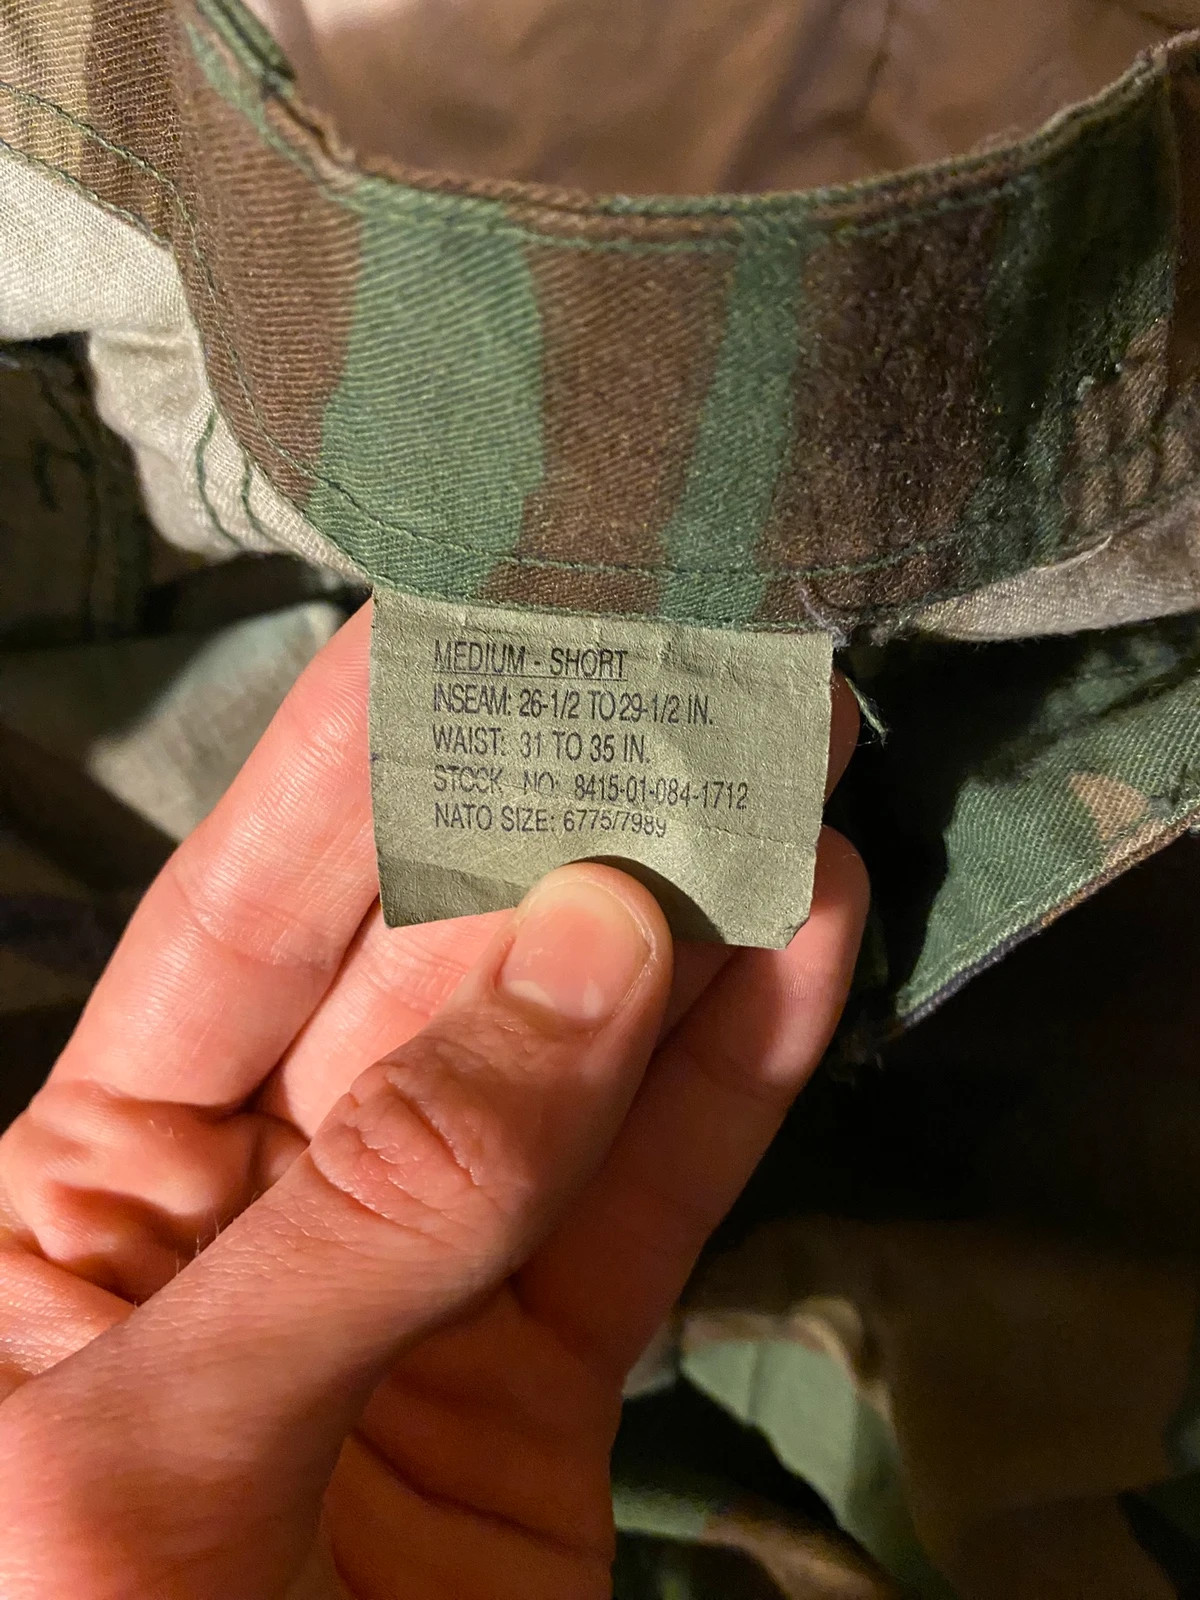 MEDIUM - SHORT
INSEAM: 26-1/2 TO 29-1/2 IN.
WAIST: 31 TO 35 IN.
STOCK NO: 8415-01-084-1712
NATO SIZE: 6775/7989